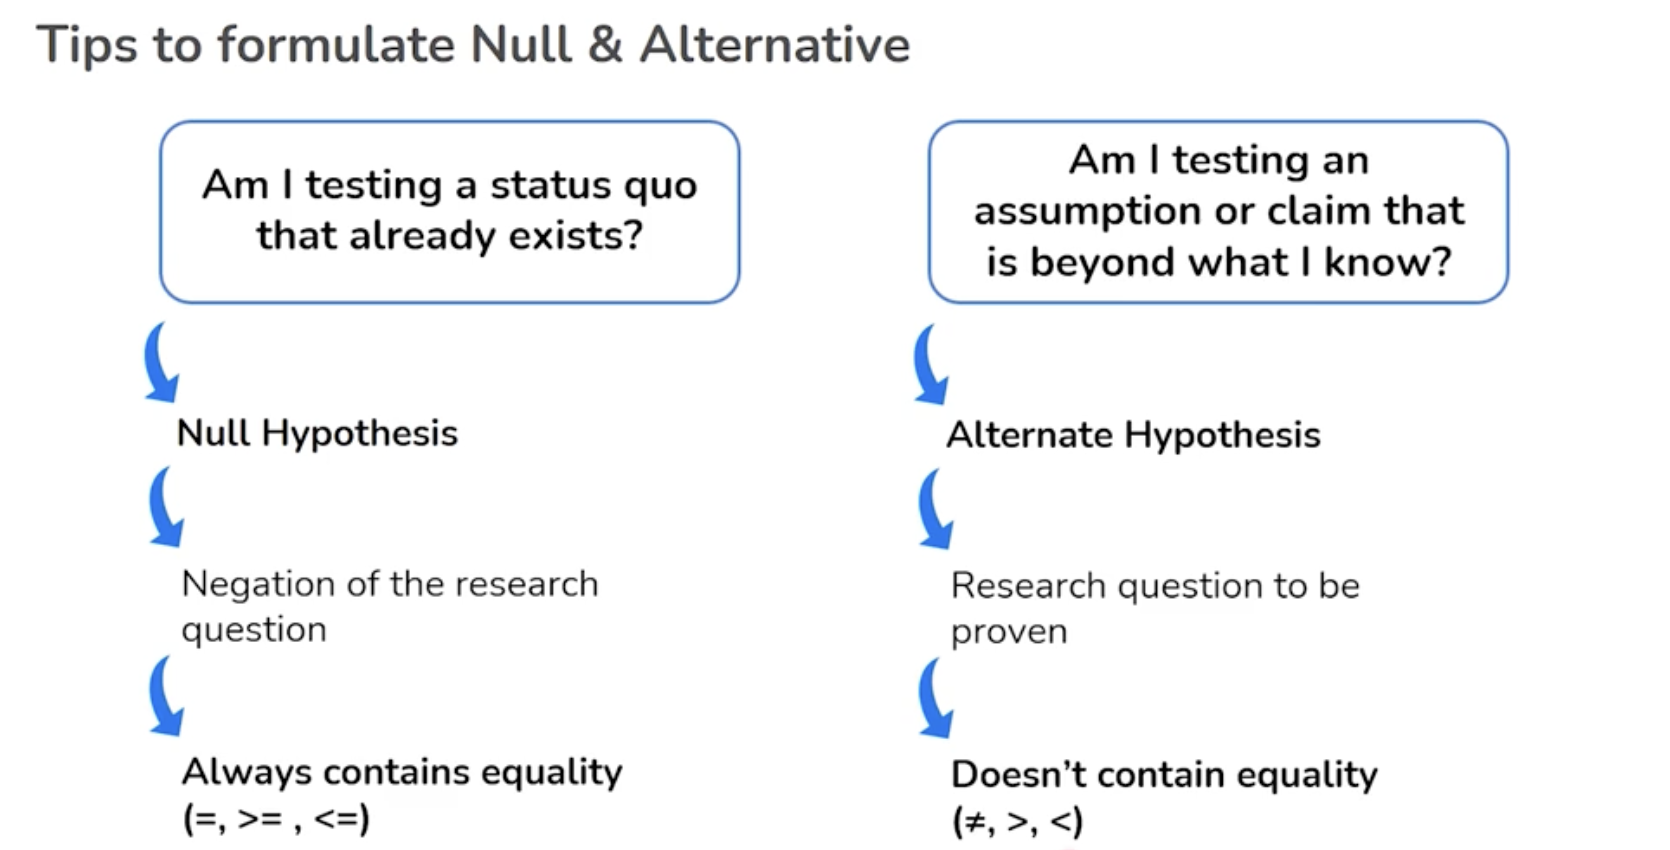 Tips to formulate Null & Alternative
Am I testing a status quo
that already exists?
Null Hypothesis
Negation of the research
question
Always contains equality
(=, >= , <=)
Am I testing an
assumption or claim that
is beyond what I know?
Alternate Hypothesis
Research question to be
proven
Doesn't contain equality
(≠, >, <)